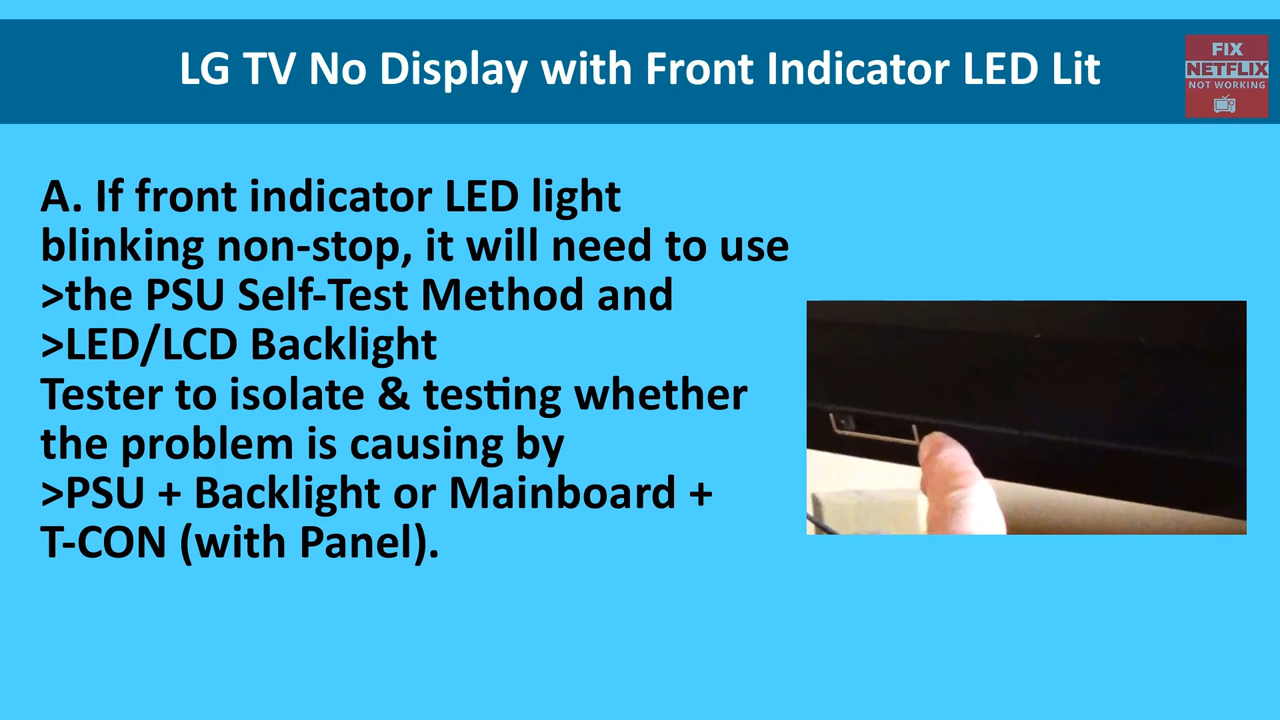 LG TV No Display with Front Indicator LED Lit
FIX
NETFLIX
NOT WORKING
A. If front indicator LED light
blinking non-stop, it will need to use
>the PSU Self-Test Method and
>LED/LCD Backlight
Tester to isolate & testing whether
the problem is causing by
>PSU + Backlight or Mainboard +
T-CON (with Panel).